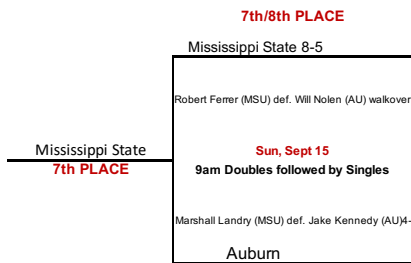 7th/8th PLACE
Mississippi State 8-5
Robert Ferrer (MSU) def. Will Nolen (AU) walkover
Mississippi State
Sun, Sept 15
7th PLACE
9am Doubles followed by Singles
Marshall Landry (MSU) def. Jake Kennedy (AU)4-
Auburn